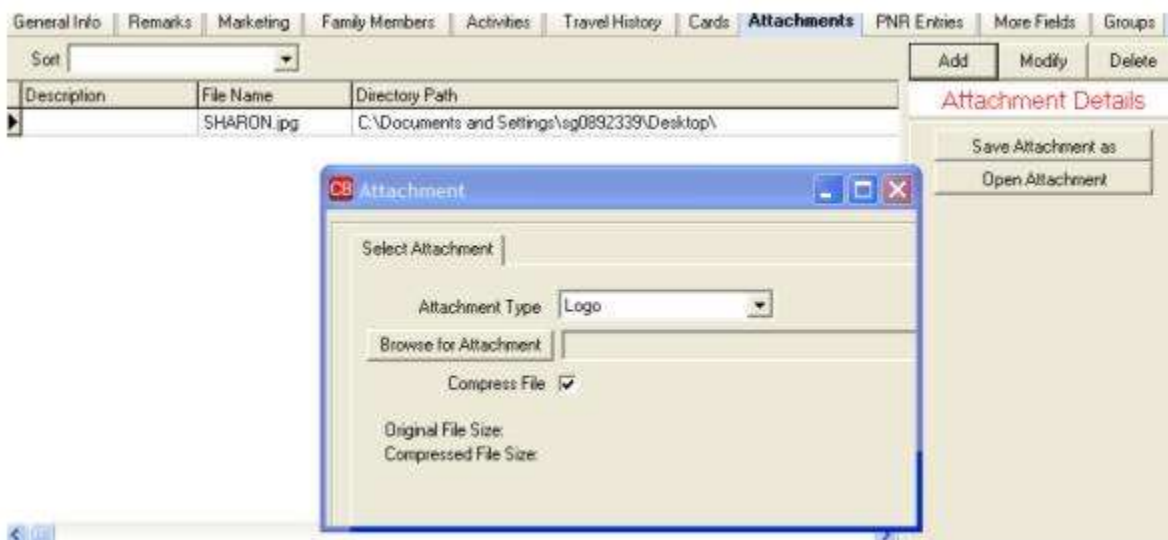 General Info Remarks Marketing Family Members Activities Travel History Cards Attachments PNR Entries More Fields Groups
Sort Add Modify Delete
Description File Name Directory Path
Attachment Details
SHARON.jpg C:\Documents and Settings\sg0892339\Desktop\
Save Attachment as
Open Attachment
CB Attachment
Select Attachment
Attachment Type Logo
Browse for Attachment
Compress File
Original File Size:
Compressed File Size: